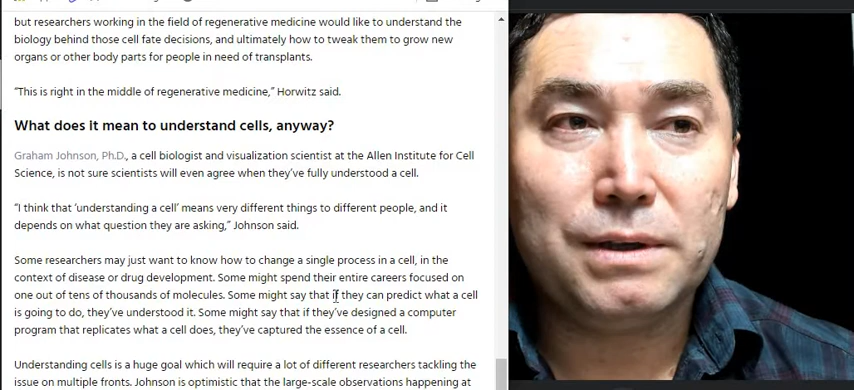 but researchers working in the field of regenerative medicine would like to understand the
biology behind those cell fate decisions, and ultimately how to tweak them to grow new
organs or other body parts for people in need of transplants.
“This is right in the middle of regenerative medicine,” Horwitz said.
What does it mean to understand cells, anyway?
Graham Johnson, Ph.D., a cell biologist and visualization scientist at the Allen Institute for Cell
Science, is not sure scientists will even agree when they’ve fully understood a cell.
“I think that ‘understanding a cell’ means very different things to different people, and it
depends on what question they are asking,” Johnson said.
Some researchers may just want to know how to change a single process in a cell, in the
context of disease or drug development. Some might spend their entire careers focused on
one out of tens of thousands of molecules. Some might say that if they can predict what a cell
is going to do, they’ve understood it. Some might say that if they’ve designed a computer
program that replicates what a cell does, they’ve captured the essence of a cell.
Understanding cells is a huge goal which will require a lot of different researchers tackling the
issue on multiple fronts. Johnson is optimistic that the large-scale observations happening at